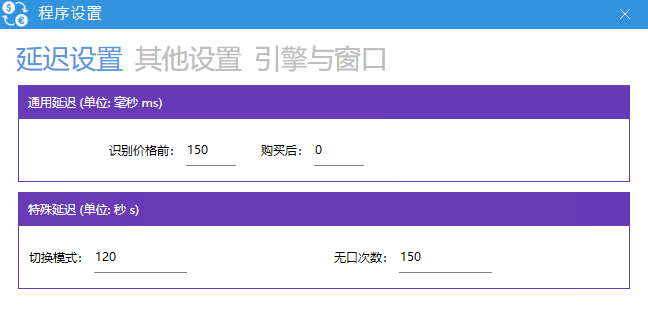 程序设置
延迟设置 其他设置 引擎与窗口
通用延迟 (单位: 毫秒 ms)
识别价格前: 150 购买后: 0
特殊延迟 (单位: 秒 s)
切换模式: 120 无口次数: 150